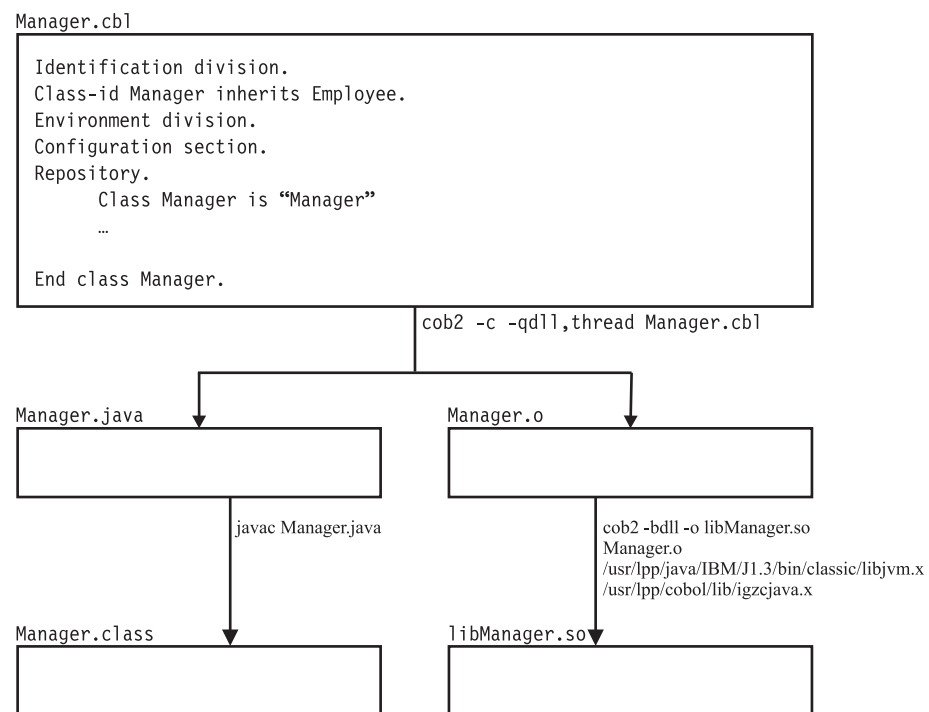 Manager.cbl
Identification division.
Class-id Manager inherits Employee.
Environment division.
Configuration section.
Repository.
Class Manager is “Manager”
…
End class Manager.
cob2 -c -qdll,thread Manager.cbl
Manager.java
Manager.o
javac Manager.java
cob2 -bdll -o libManager.so
Manager.o
/usr/lpp/java/IBM/J1.3/bin/classic/libjvm.x
/usr/lpp/cobol/lib/igzcjava.x
Manager.class
libManager.so